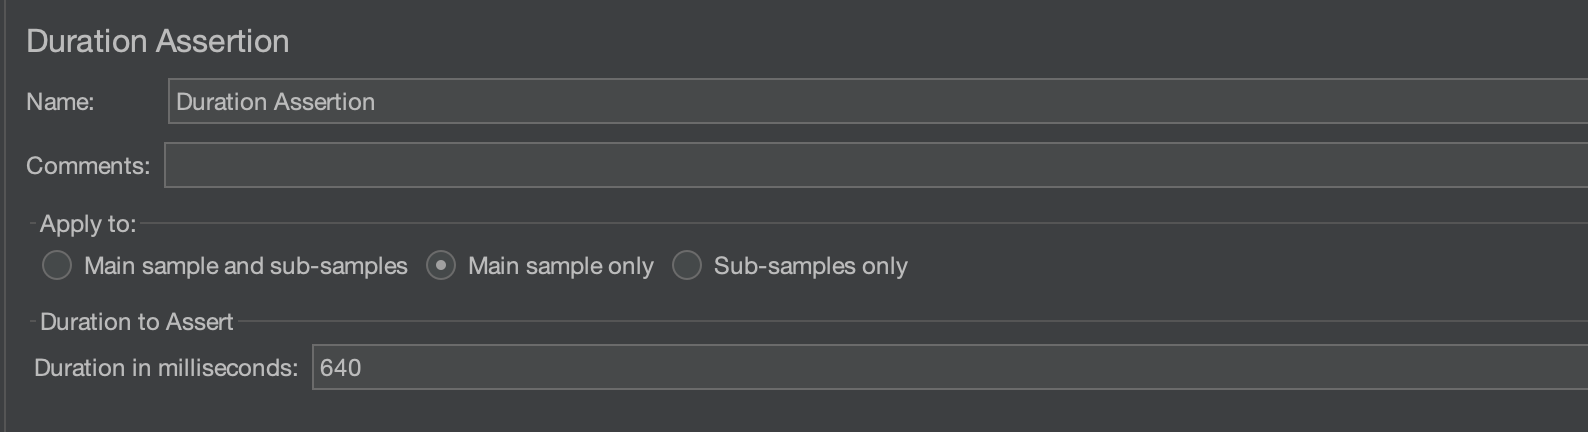 Duration Assertion
Name: Duration Assertion
Comments:
Apply to:
Main sample and sub-samples Main sample only Sub-samples only
Duration to Assert
Duration in milliseconds: 640